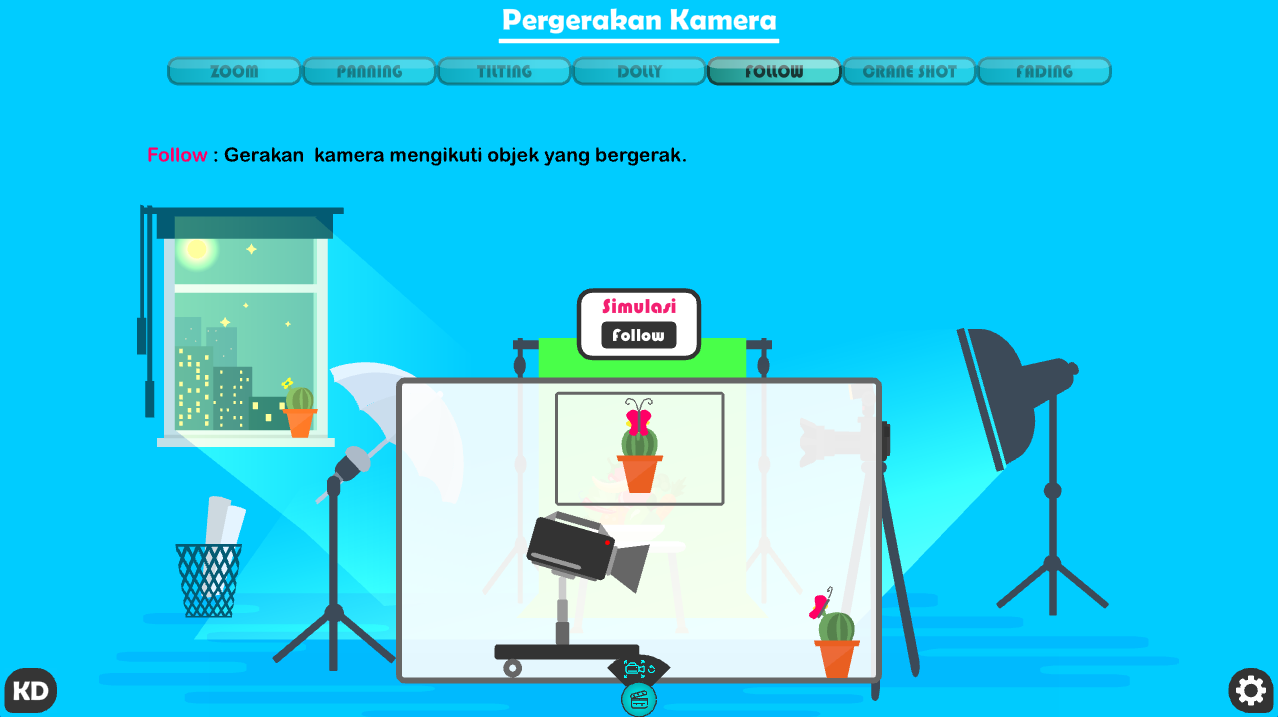 Pergerakan Kamera
ZOOM
PANNING
TILTING
DOLLY
FOLLOW
CRANE SHOT
FADING
Follow : Gerakan kamera mengikuti objek yang bergerak.
Simulasi
Follow
KD